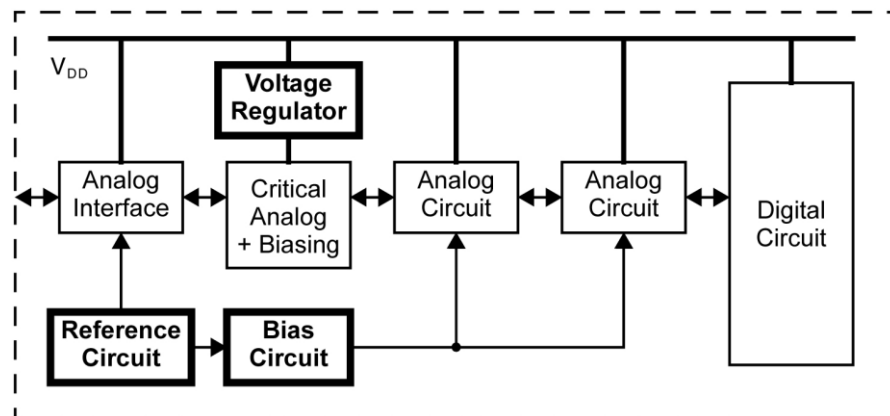 V_DD
Voltage
Regulator
Analog
Interface
Critical
Analog
+ Biasing
Analog
Circuit
Analog
Circuit
Digital
Circuit
Reference
Circuit
Bias
Circuit